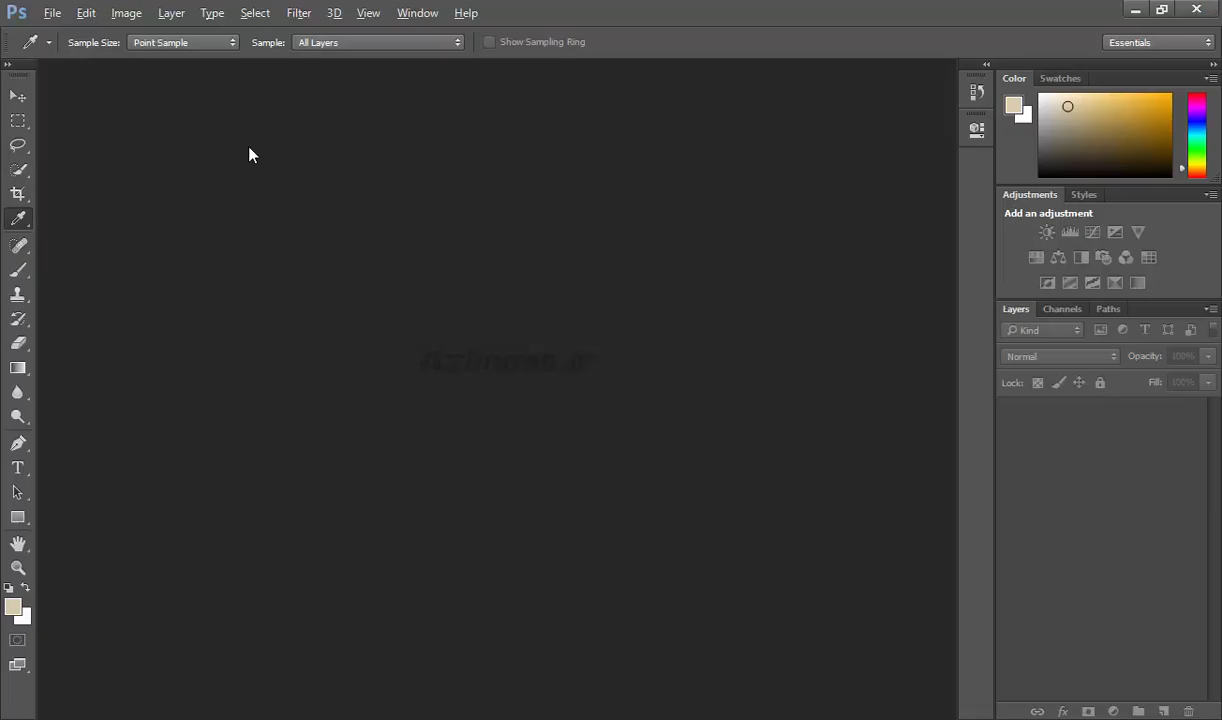 Ps File Edit Image Layer Type Select Filter 3D View Window Help
Sample Size: Point Sample Sample: All Layers Show Sampling Ring Essentials
Color Swatches
Adjustments Styles
Add an adjustment
Layers Channels Paths
Kind T
Normal Opacity: 100%
Lock: Fill: 100%
T
fx